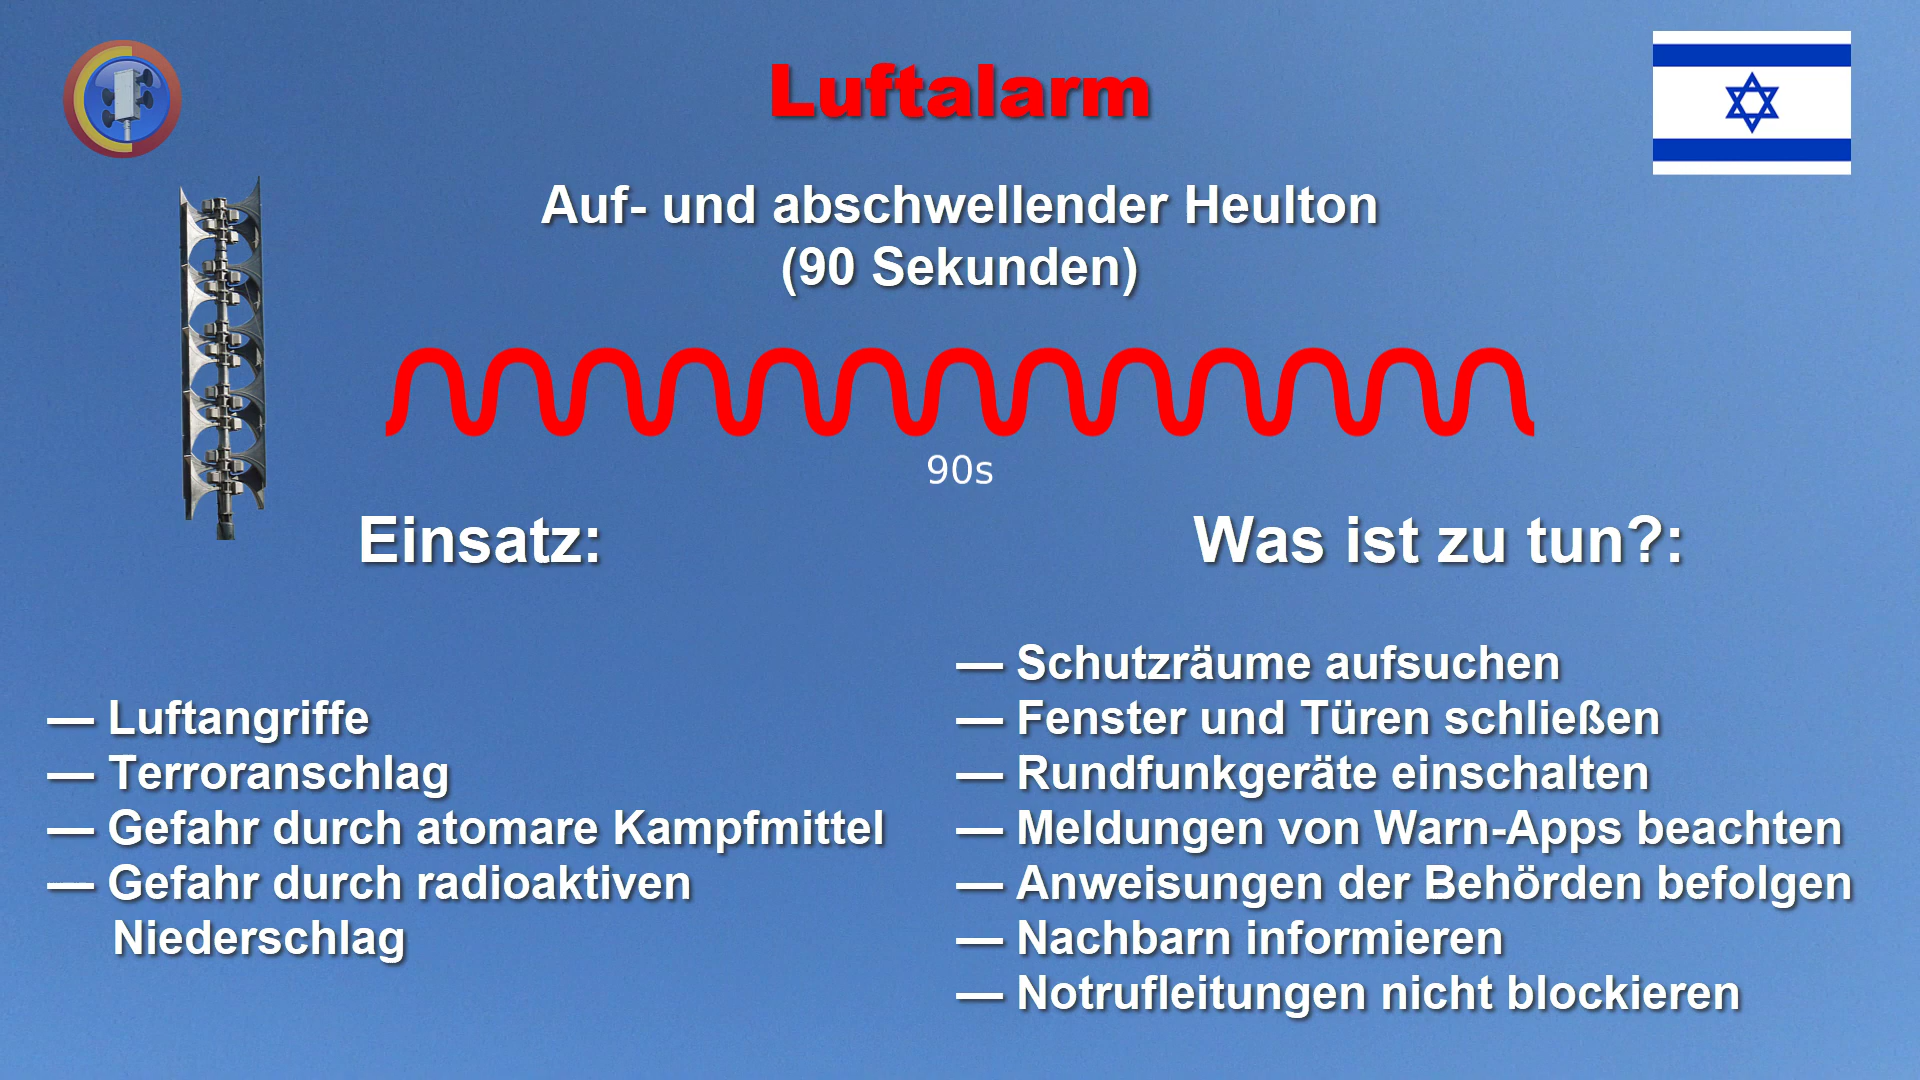 Luftalarm
Auf- und abschwellender Heulton
(90 Sekunden)
90s
Einsatz:
— Luftangriffe
— Terroranschlag
— Gefahr durch atomare Kampfmittel
— Gefahr durch radioaktiven
Niederschlag
Was ist zu tun?:
— Schutzräume aufsuchen
— Fenster und Türen schließen
— Rundfunkgeräte einschalten
— Meldungen von Warn-Apps beachten
— Anweisungen der Behörden befolgen
— Nachbarn informieren
— Notrufleitungen nicht blockieren